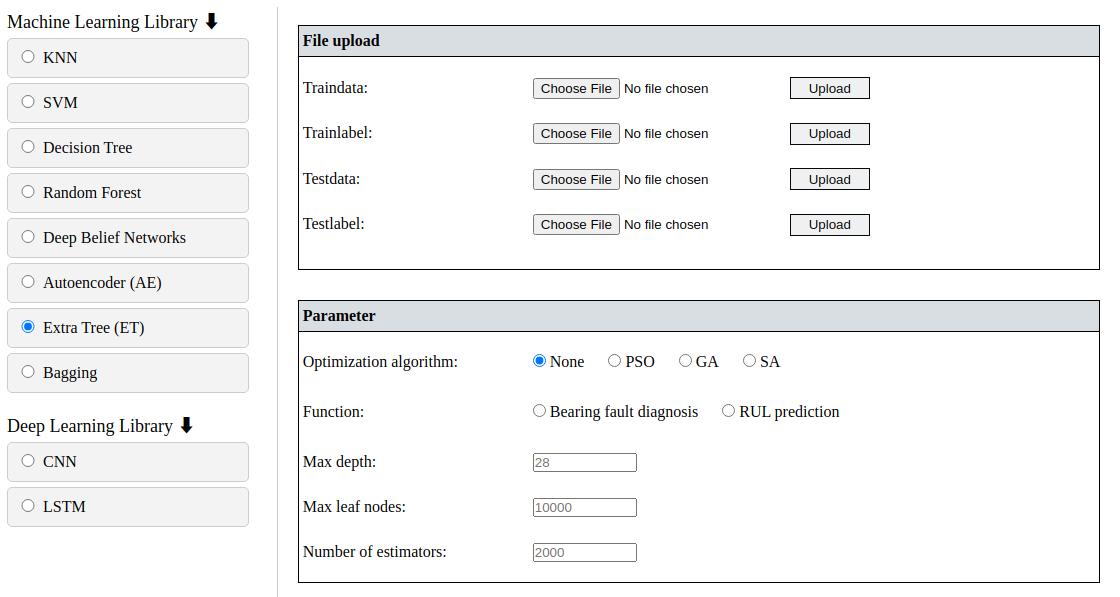 Machine Learning Library ⬇
KNN
SVM
Decision Tree
Random Forest
Deep Belief Networks
Autoencoder (AE)
Extra Tree (ET)
Bagging
Deep Learning Library ⬇
CNN
LSTM
File upload
Traindata: Choose File No file chosen Upload
Trainlabel: Choose File No file chosen Upload
Testdata: Choose File No file chosen Upload
Testlabel: Choose File No file chosen Upload
Parameter
Optimization algorithm: None PSO GA SA
Function: Bearing fault diagnosis RUL prediction
Max depth: 28
Max leaf nodes: 10000
Number of estimators: 2000